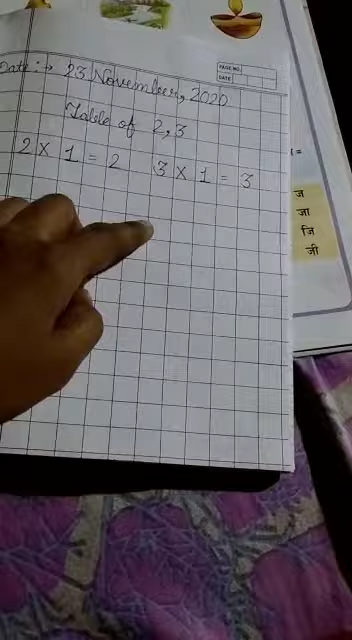 Date:→ 23 November, 2020
PAGE NO.
DATE
Table of 2,3
2 × 1 = 2 3 × 1 = 3
=
ज
जा
जि
जी